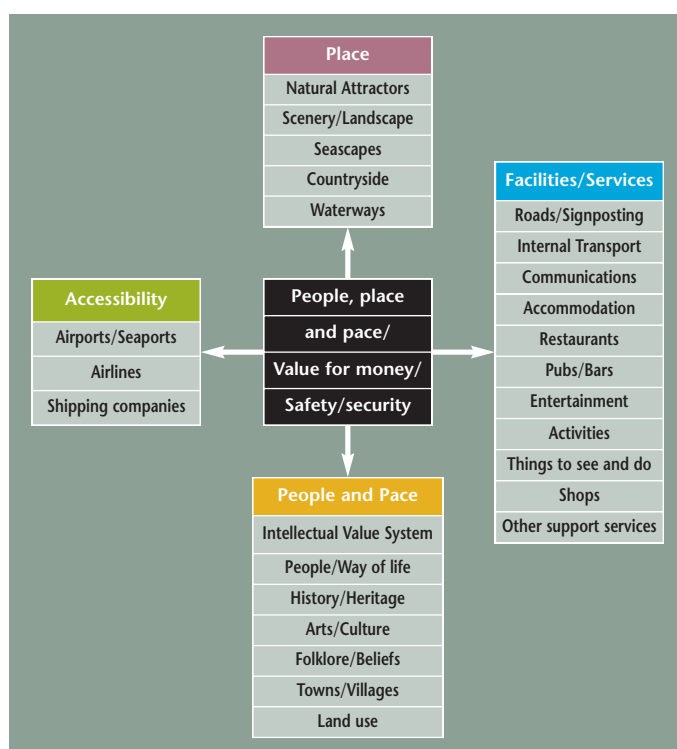 Place
Natural Attractors
Scenery/Landscape
Seascapes
Countryside
Waterways
Facilities/Services
Roads/Signposting
Internal Transport
Communications
Accommodation
Restaurants
Pubs/Bars
Entertainment
Activities
Things to see and do
Shops
Other support services
Accessibility
Airports/Seaports
Airlines
Shipping companies
People, place
and pace/
Value for money/
Safety/security
People and Pace
Intellectual Value System
People/Way of life
History/Heritage
Arts/Culture
Folklore/Beliefs
Towns/Villages
Land use